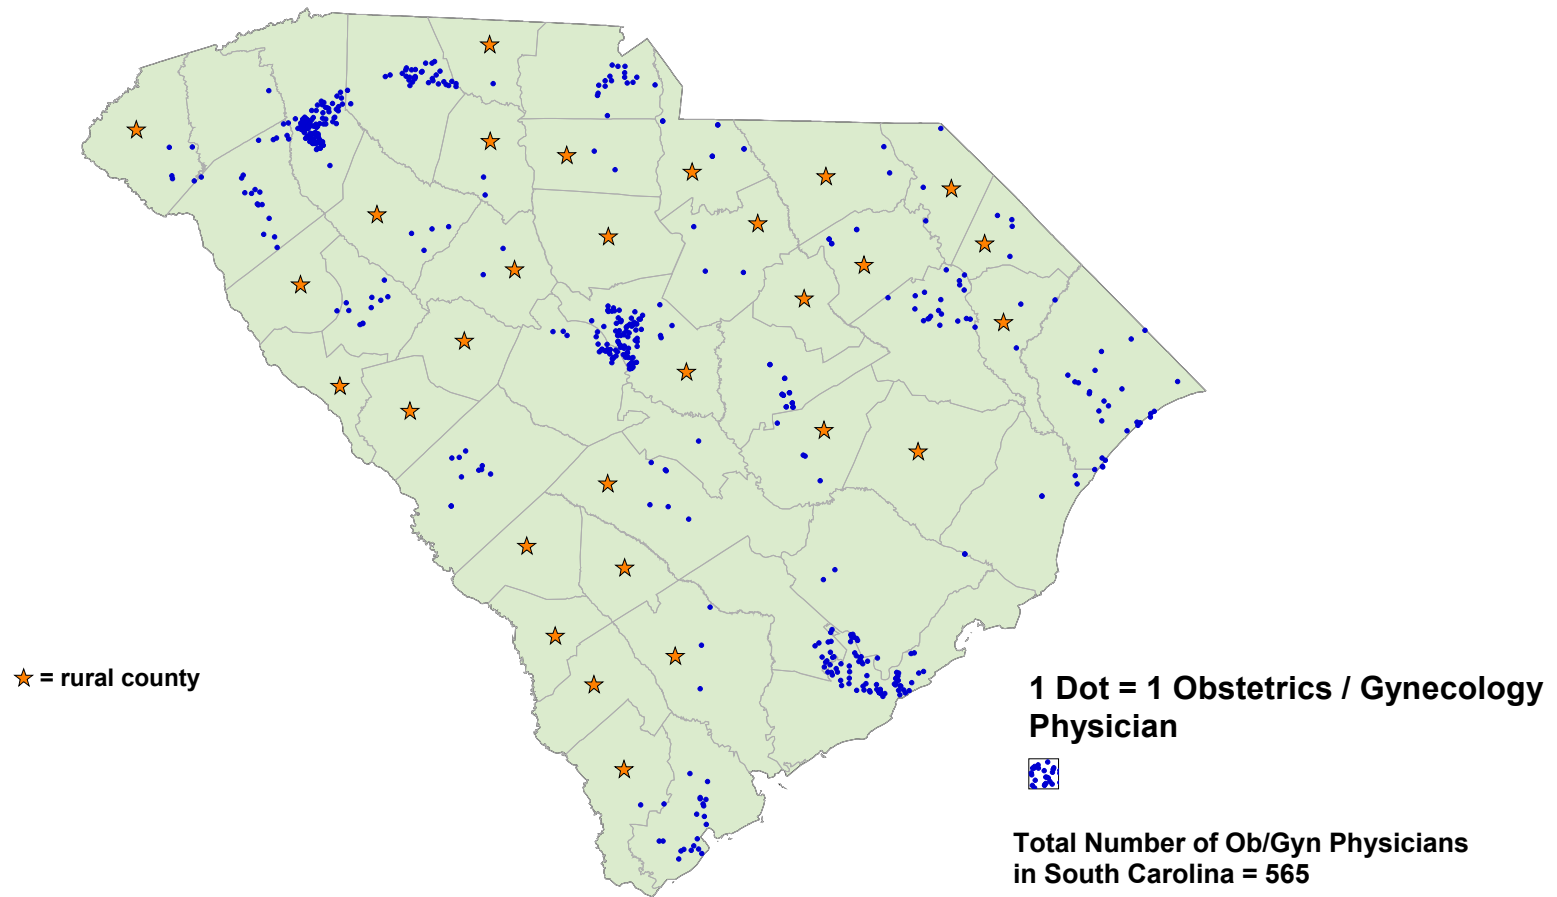 = rural county
1 Dot = 1 Obstetrics / Gynecology
Physician
Total Number of Ob/Gyn Physicians
in South Carolina = 565